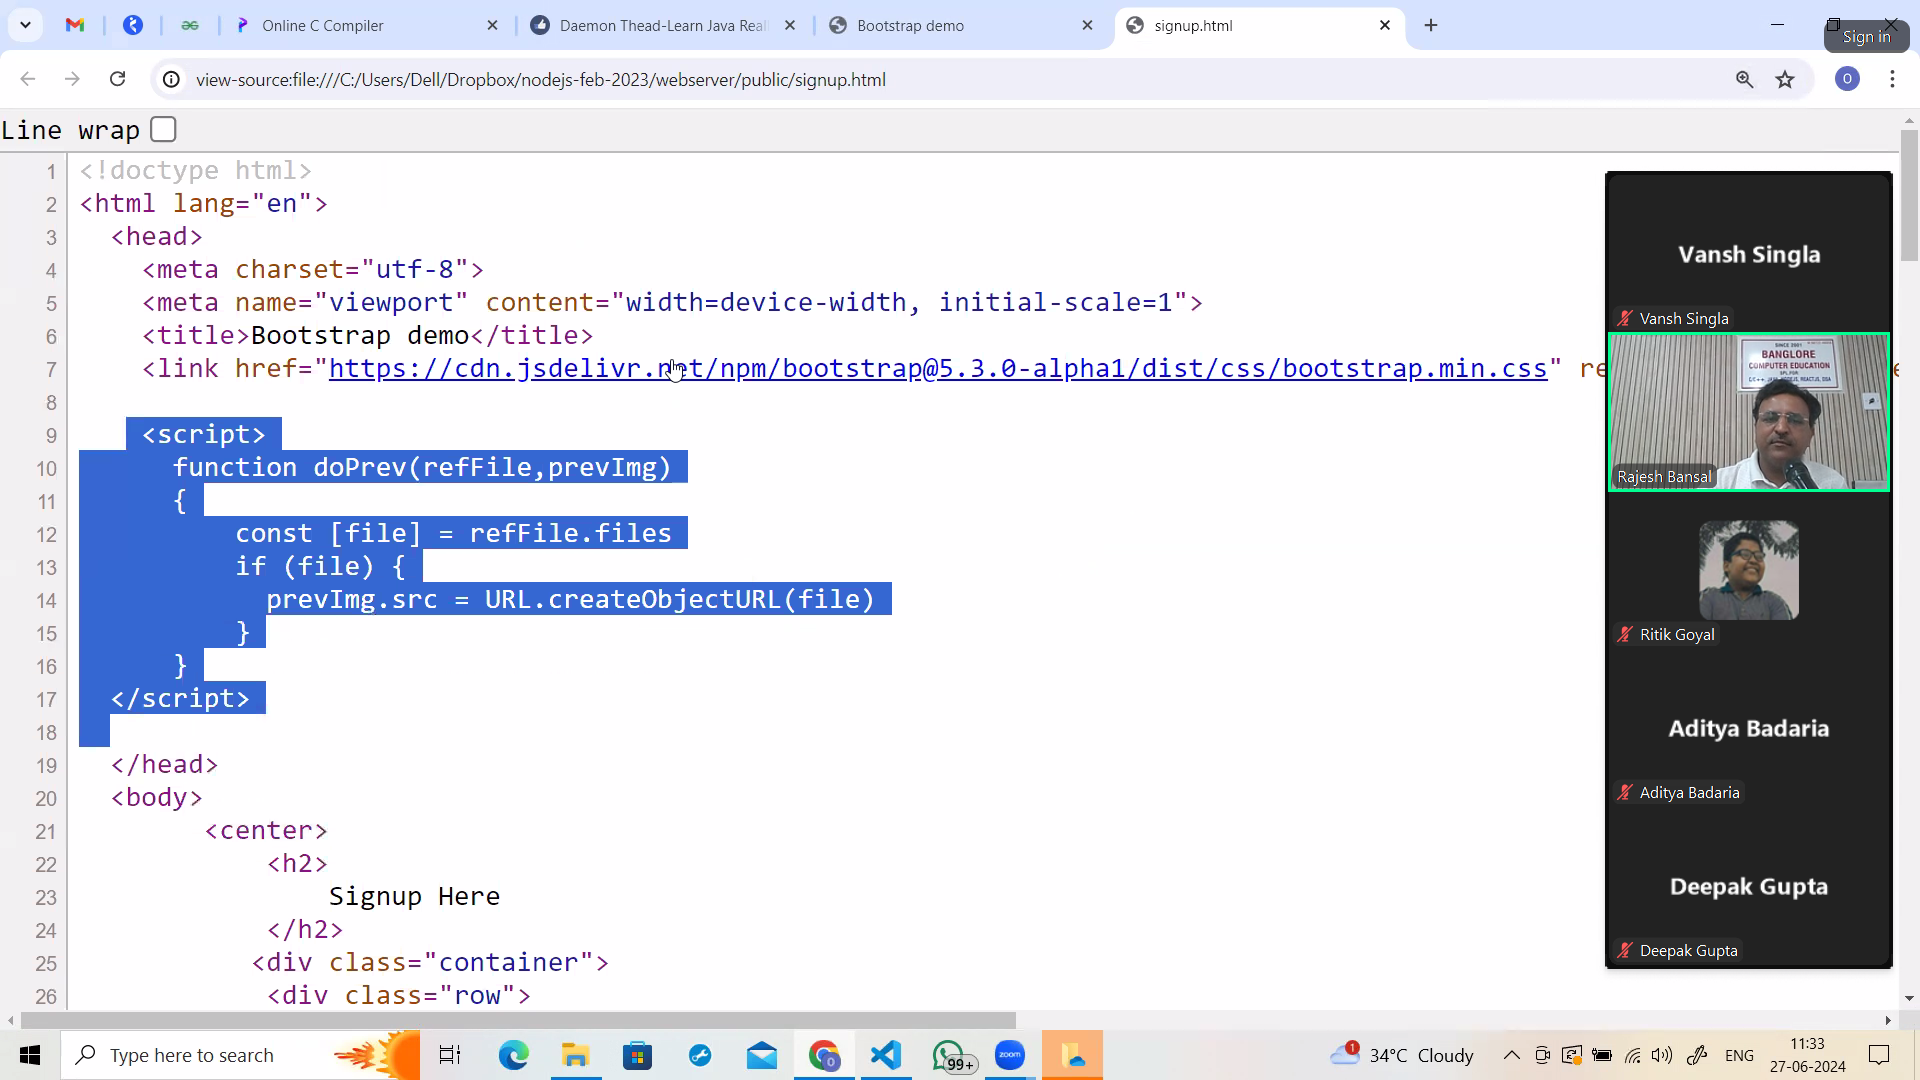 Online C Compiler
Daemon Thead-Learn Java Real
Bootstrap demo
signup.html
Sign in
view-source:file:///C:/Users/Dell/Dropbox/nodejs-feb-2023/webserver/public/signup.html
O
Line wrap
1 <!doctype html>
2 <html lang="en">
3 <head>
4 <meta charset="utf-8">
5 <meta name="viewport" content="width=device-width, initial-scale=1">
6 <title>Bootstrap demo</title>
7 <link href="https://cdn.jsdelivr.net/npm/bootstrap@5.3.0-alpha1/dist/css/bootstrap.min.css" re
8
9 <script>
10 function doPrev(refFile,prevImg)
11 {
12 const [file] = refFile.files
13 if (file) {
14 prevImg.src = URL.createObjectURL(file)
15 }
16 }
17 </script>
18
19 </head>
20 <body>
21 <center>
22 <h2>
23 Signup Here
24 </h2>
25 <div class="container">
26 <div class="row">
Vansh Singla
Vansh Singla
SINCE 2001
BANGLORE
COMPUTER EDUCATION
Rajesh Bansal
Ritik Goyal
Aditya Badaria
Aditya Badaria
Deepak Gupta
Deepak Gupta
Type here to search
99+
zoom
1
34°C Cloudy
ENG
11:33
27-06-2024